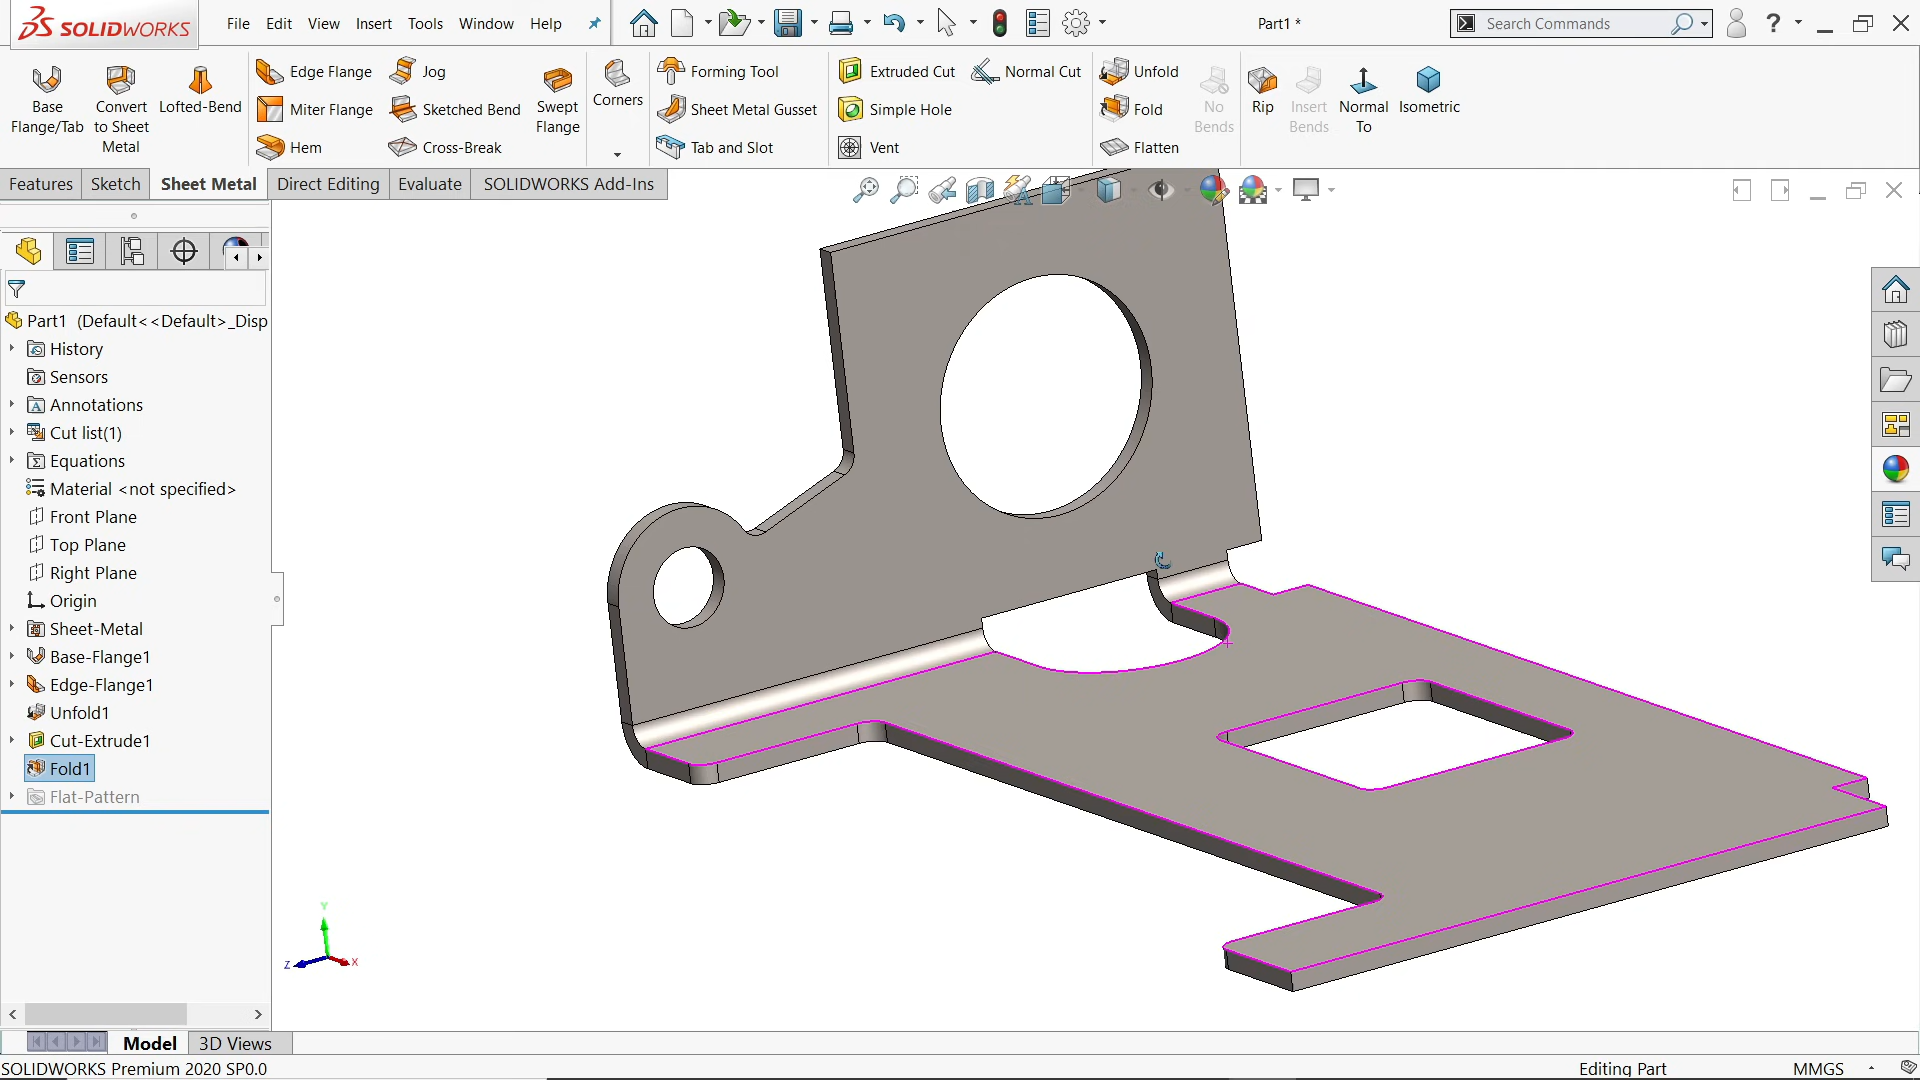 SOLIDWORKS File Edit View Insert Tools Window Help Part1 * Search Commands ?
Edge Flange Jog Forming Tool Extruded Cut Normal Cut Unfold
Base Flange/Tab Convert to Sheet Metal Lofted-Bend Miter Flange Sketched Bend Swept Flange Corners Sheet Metal Gusset Simple Hole Fold No Bends Rip Insert Bends Normal To Isometric
Hem Cross-Break Tab and Slot Vent Flatten
Features Sketch Sheet Metal Direct Editing Evaluate SOLIDWORKS Add-Ins
Part1 (Default<<Default>_Disp
History
Sensors
Annotations
Cut list(1)
Equations
Material <not specified>
Front Plane
Top Plane
Right Plane
Origin
Sheet-Metal
Base-Flange1
Edge-Flange1
Unfold1
Cut-Extrude1
Fold1
Flat-Pattern
Y
Z X
Model 3D Views
SOLIDWORKS Premium 2020 SP0.0 Editing Part MMGS